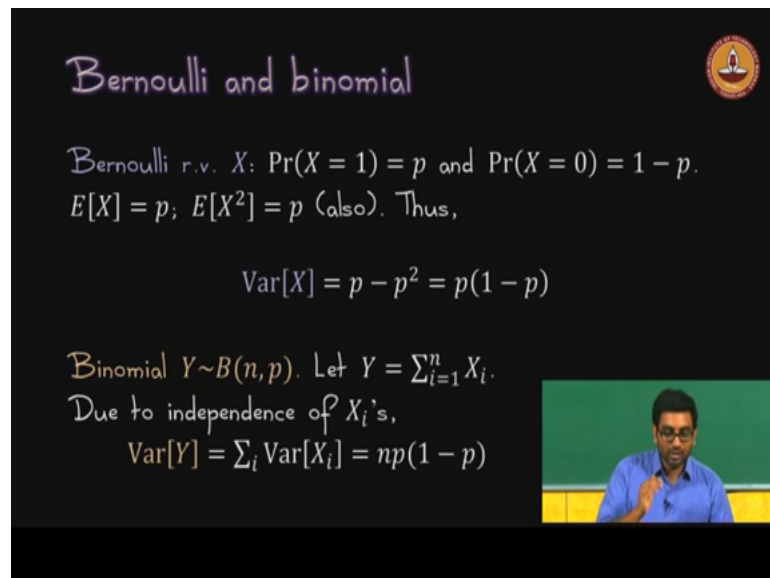 Bernoulli and binomial
Bernoulli r.v. X: Pr(X = 1) = p and Pr(X = 0) = 1 − p.
E[X] = p; E[X²] = p (also). Thus,
Var[X] = p − p² = p(1 − p)
Binomial Y~B(n, p). Let Y = ∑ⁿᵢ₌₁ Xᵢ.
Due to independence of Xᵢ's,
Var[Y] = ∑ᵢ Var[Xᵢ] = np(1 − p)